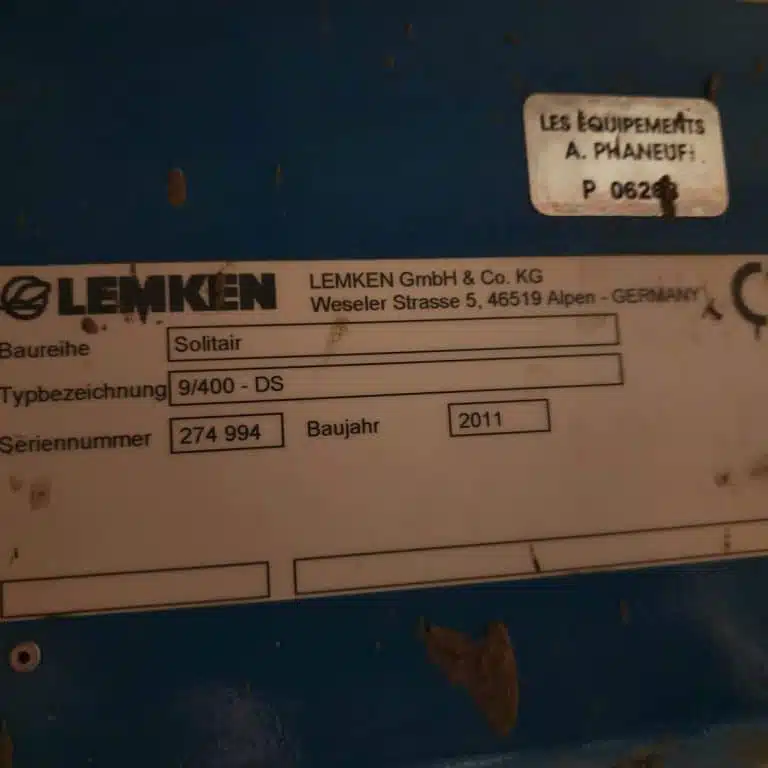 LES ÉQUIPEMENTS
A. PHANEUF
P
LEMKEN
LEMKEN GmbH & Co. KG
Weseler Strasse 5, 46519 Alpen - GERMANY
Baureihe Solitair
Typbezeichnung 9/400 - DS
Seriennummer 274 994 Baujahr 2011